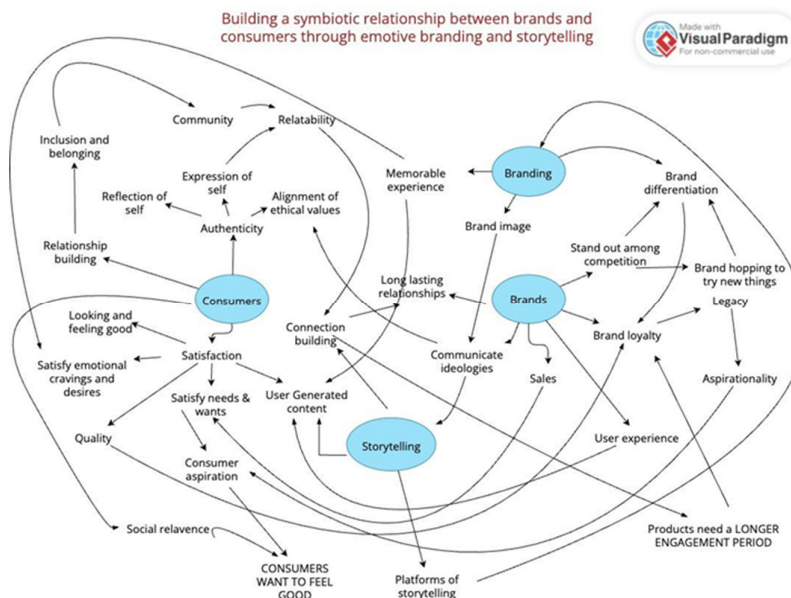 Building a symbiotic relationship between brands and
consumers through emotive branding and storytelling
Made with
VisualParadigm
For non-commercial use
Community
Relatability
Inclusion and
belonging
Memorable
experience
Branding
Brand
differentiation
Expression of
self
Reflection of
self
Alignment of
ethical values
Authenticity
Brand image
Relationship
building
Stand out among
competition
Brand hopping to
try new things
Long lasting
relationships
Consumers
Brands
Legacy
Looking and
feeling good
Connection
building
Brand loyalty
Satisfaction
Communicate
ideologies
Satisfy emotional
cravings and
desires
Sales
Aspirationality
Satisfy needs &
wants
User Generated
content
Quality
Storytelling
User experience
Consumer
aspiration
Social relavence
Products need a LONGER
ENGAGEMENT PERIOD
CONSUMERS
WANT TO FEEL
GOOD
Platforms of
storytelling